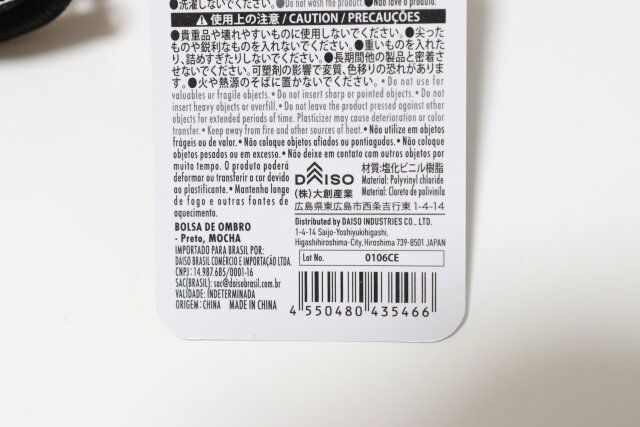 ●洗濯しないでください。●Do not wash the product.
⚠使用上の注意 / CAUTION / PRECAUÇÕES
●貴重品や壊れやすいものに使用しないでください。●尖っ
たものや鋭利なものを入れないでください。●重いものを入れた
り、詰めすぎたりしないでください。●長期間他の製品と密着さ
せないでください。可塑剤の影響で変質、色移りの恐れがありま
す。●火や熱源のそばに置かないでください。• Do not use for
valuables or fragile objects. • Do not insert sharp or pointed objects. • Do
not insert heavy objects or overfill. • Do not leave the product pressed against other
objects for extended periods of time. Plasticizer may cause deterioration or color
transfer. • Keep away from fire and other sources of heat. • Não utilize em objetos
frágeis ou de valor. • Não coloque objetos afiados ou pontiagudos. • Não coloque
objetos pesados ou em excesso. • Não deixe em contato com outros objetos por
muito tempo. O produto poderá
deformar ou transferir a cor devido
ao plastificante. • Mantenha longe
de fogo e outras fontes de
aquecimento.
BOLSA DE OMBRO
- Preto, MOCHA
IMPORTADO PARA BRASIL POR:
DAISO BRASIL COMÉRCIO E IMPORTAÇÃO LTDA.
CNPJ: 14.987.685/0001-16
SAC(BRASIL): sac@daisobrasil.com.br
VALIDADE: INDETERMINADA
ORIGEM: CHINA MADE IN CHINA
DAISO
(株)大創産業
材質:塩化ビニル樹脂
Material: Polyvinyl chloride
Material: Cloreto de polivinila
広島県東広島市西条吉行東1-4-14
Distributed by DAISO INDUSTRIES CO., LTD.
1-4-14 Saijo-Yoshiyukihigashi,
Higashihiroshima-City, Hiroshima 739-8501 JAPAN
Lot No. 0106CE
4 550480 435466